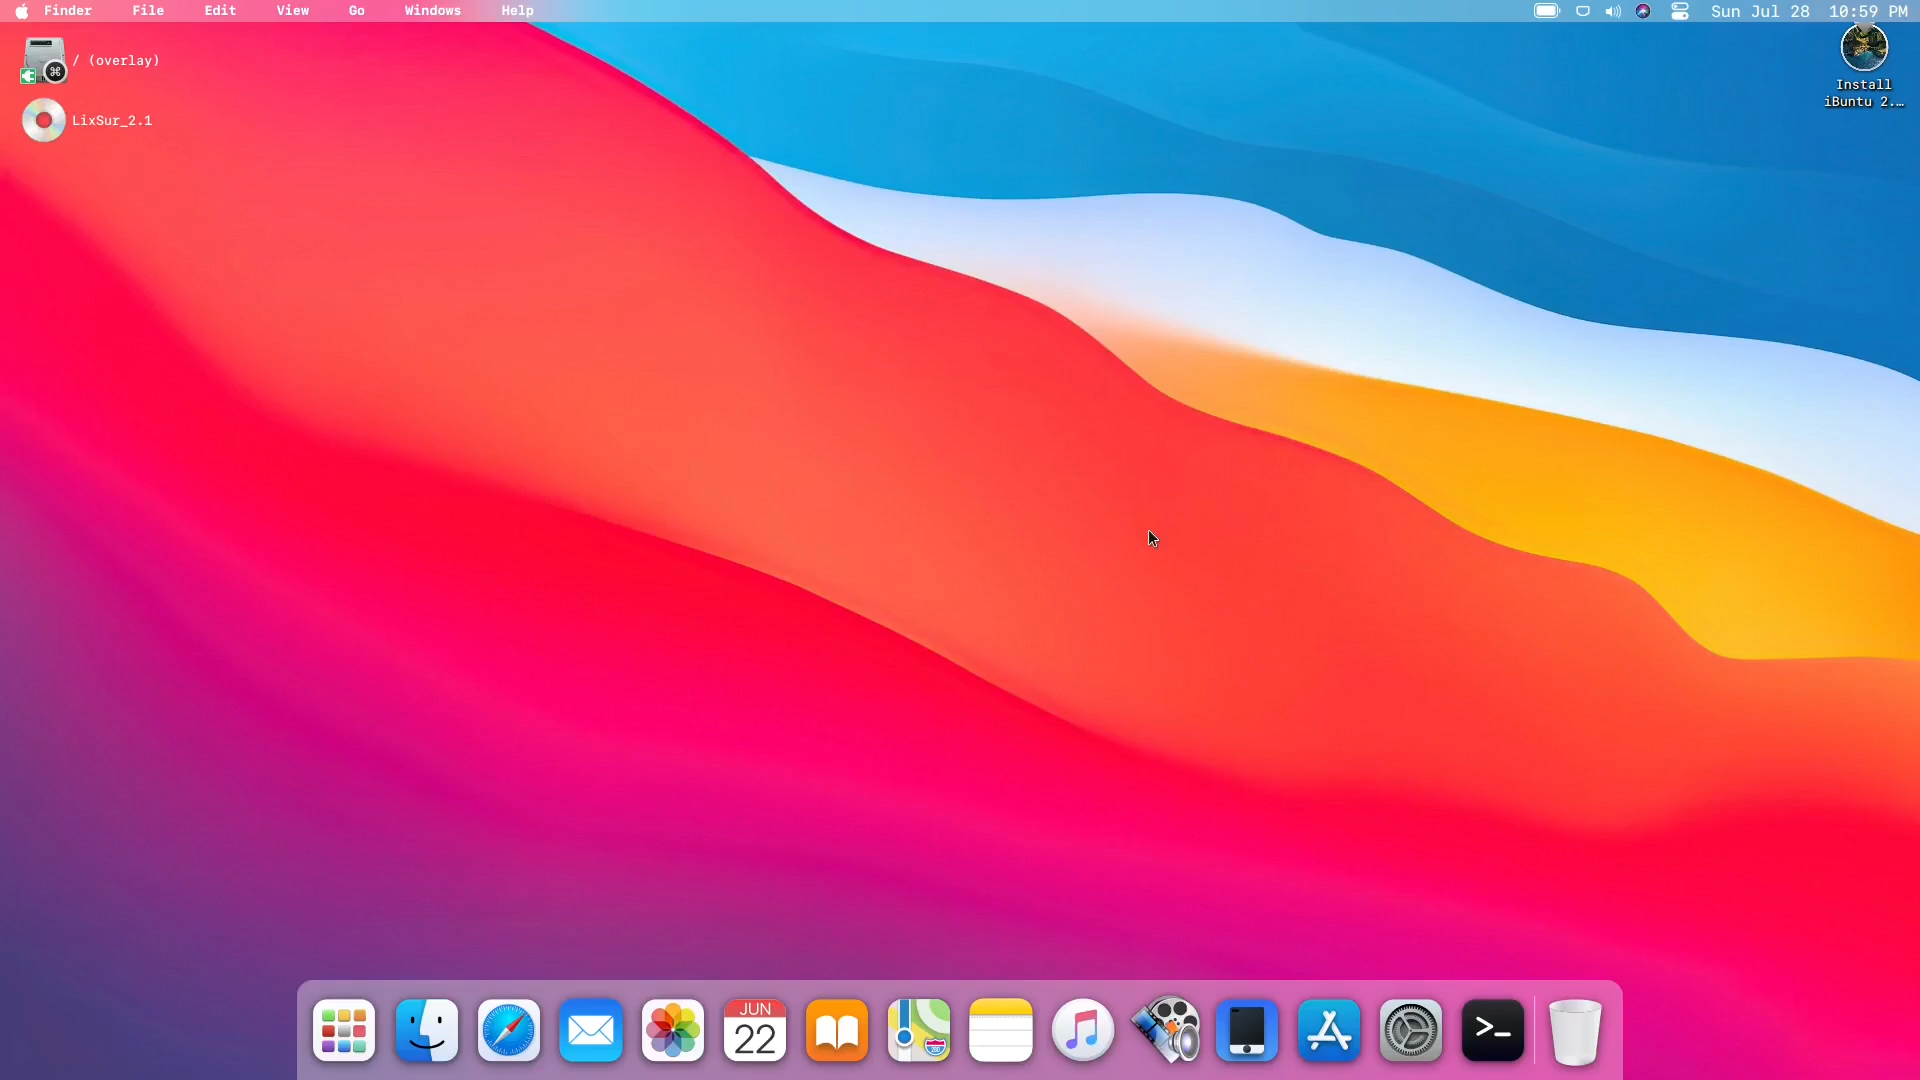 Finder File Edit View Go Windows Help Sun Jul 28 10:59 PM
/ (overlay)
LixSur_2.1
Install
iBuntu 2....
JUN
22
280
>_